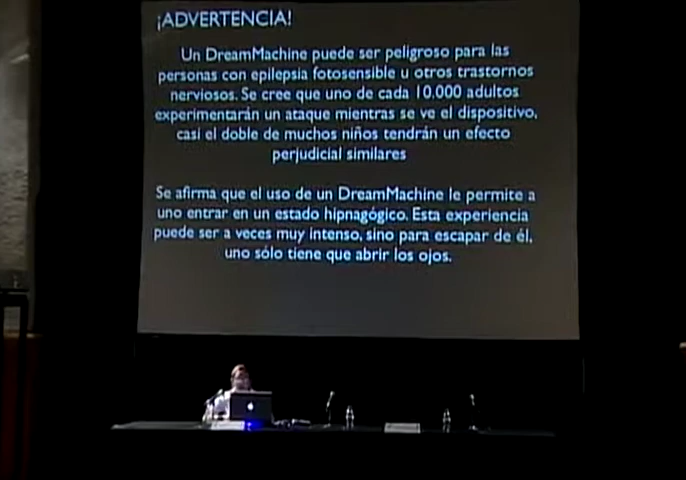 ¡ADVERTENCIA!
Un DreamMachine puede ser peligroso para las
personas con epilepsia fotosensible u otros trastornos
nerviosos. Se cree que uno de cada 10.000 adultos
experimentarán un ataque mientras se ve el dispositivo,
casi el doble de muchos niños tendrán un efecto
perjudicial similares
Se afirma que el uso de un DreamMachine le permite a
uno entrar en un estado hipnagógico. Esta experiencia
puede ser a veces muy intenso, sino para escapar de él,
uno sólo tiene que abrir los ojos.